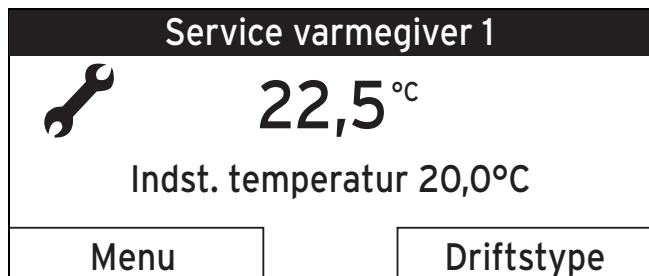 Service varmegiver 1
22,5 °C
Indst. temperatur 20,0°C
Menu Driftstype